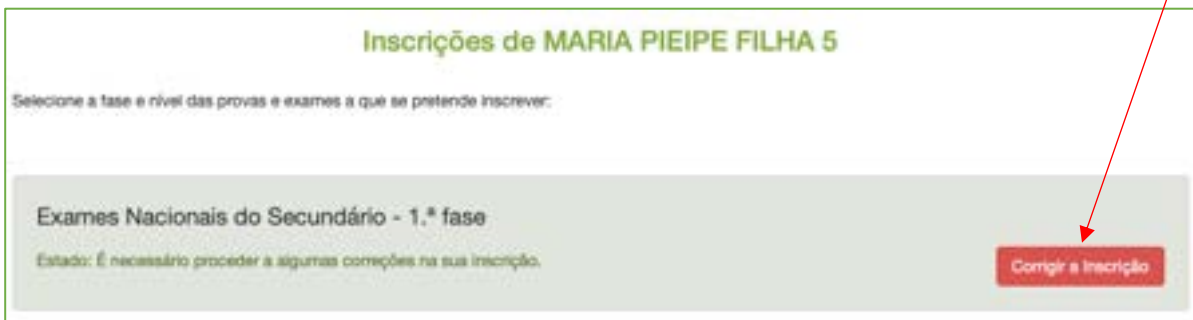 Inscrições de MARIA PIEIPE FILHA 5
Selecione a fase e nível das provas e exames a que se pretende inscrever:
Exames Nacionais do Secundário - 1.ª fase
Estado: É necessário proceder a algumas correções na sua inscrição.
Corrigir a Inscrição